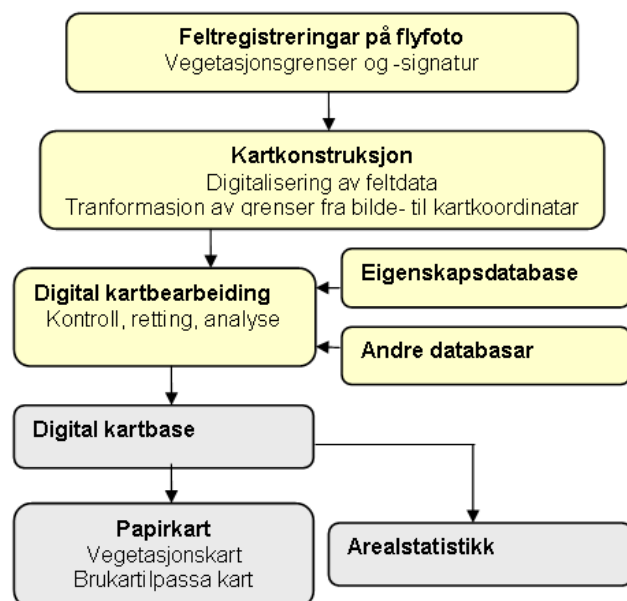 Feltregistreringar på flyfoto
Vegetasjonsgrenser og -signatur
Kartkonstruksjon
Digitalisering av feltdata
Tranformasjon av grenser fra bilde- til kartkoordinatar
Digital kartbearbeiding
Kontroll, retting, analyse
Eigenskapsdatabase
Andre databasar
Digital kartbase
Papirkart
Vegetasjonskart
Brukartilpassa kart
Arealstatistikk